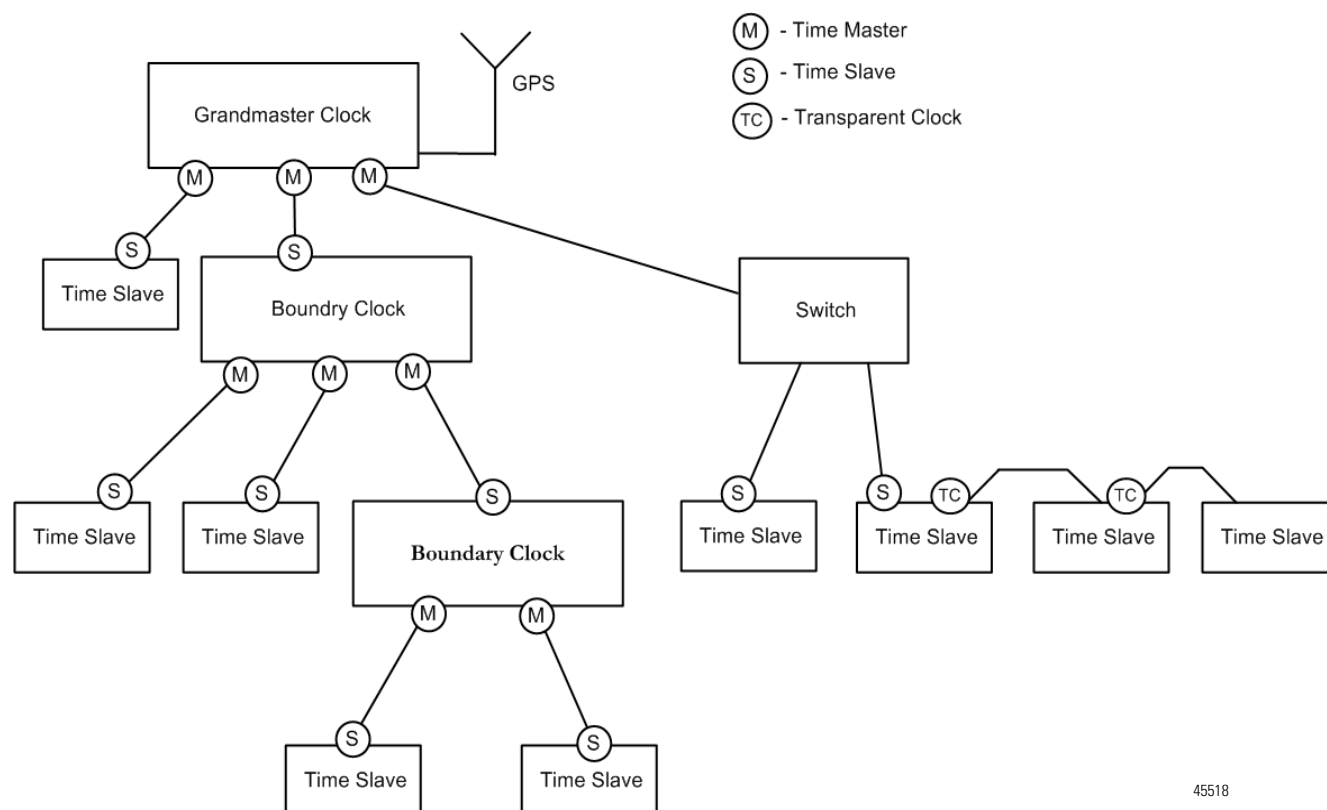 M - Time Master
S - Time Slave
TC - Transparent Clock
GPS
Grandmaster Clock
M M M
S S
Time Slave
Boundry Clock
Switch
M M M
S S S S S TC TC
Time Slave Time Slave Boundary Clock Time Slave Time Slave Time Slave Time Slave
M M
S S
Time Slave Time Slave
45518